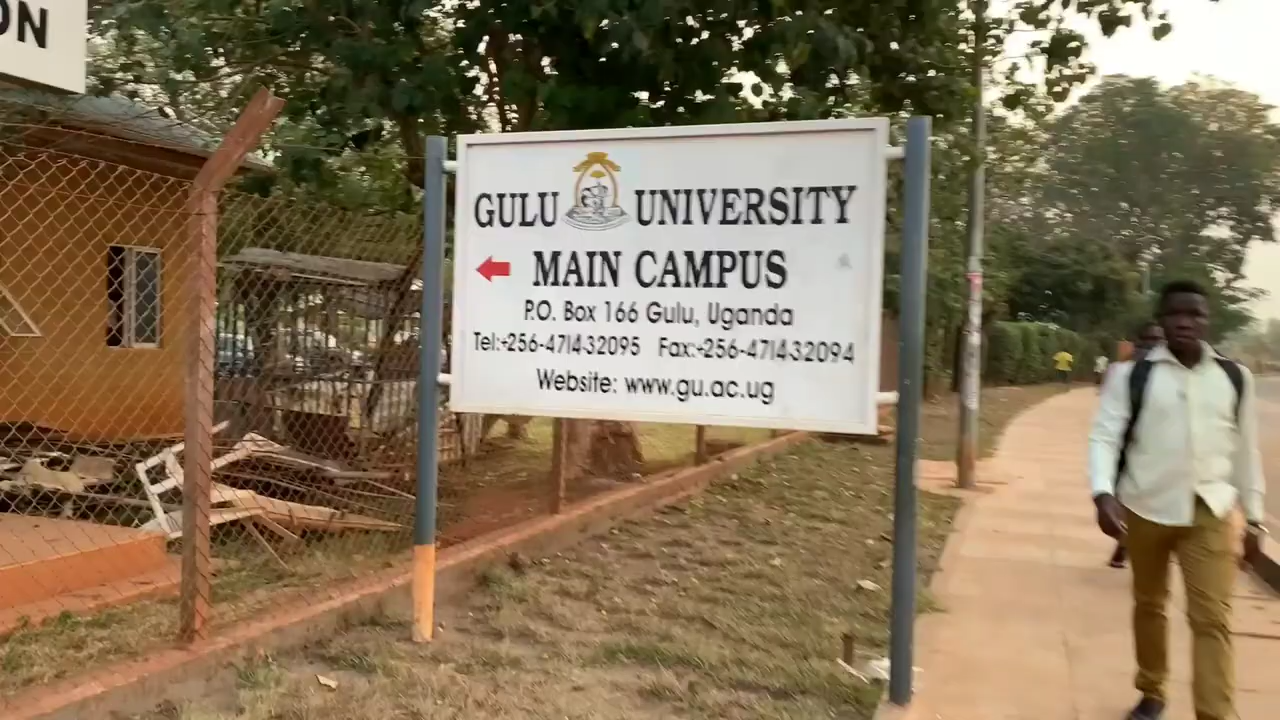 ON
GULU UNIVERSITY
MAIN CAMPUS
P.O. Box 166 Gulu, Uganda
Tel:+256-471432095 Fax:+256-471432094
Website: www.gu.ac.ug